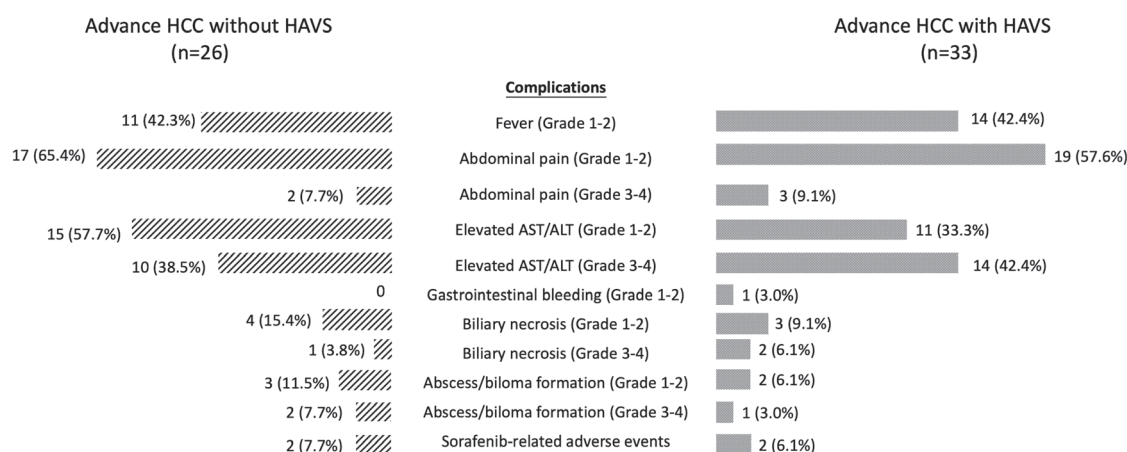 Advance HCC without HAVS
(n=26)
Advance HCC with HAVS
(n=33)
Complications
11 (42.3%) Fever (Grade 1-2) 14 (42.4%)
17 (65.4%) Abdominal pain (Grade 1-2) 19 (57.6%)
2 (7.7%) Abdominal pain (Grade 3-4) 3 (9.1%)
15 (57.7%) Elevated AST/ALT (Grade 1-2) 11 (33.3%)
10 (38.5%) Elevated AST/ALT (Grade 3-4) 14 (42.4%)
0 Gastrointestinal bleeding (Grade 1-2) 1 (3.0%)
4 (15.4%) Biliary necrosis (Grade 1-2) 3 (9.1%)
1 (3.8%) Biliary necrosis (Grade 3-4) 2 (6.1%)
3 (11.5%) Abscess/biloma formation (Grade 1-2) 2 (6.1%)
2 (7.7%) Abscess/biloma formation (Grade 3-4) 1 (3.0%)
2 (7.7%) Sorafenib-related adverse events 2 (6.1%)